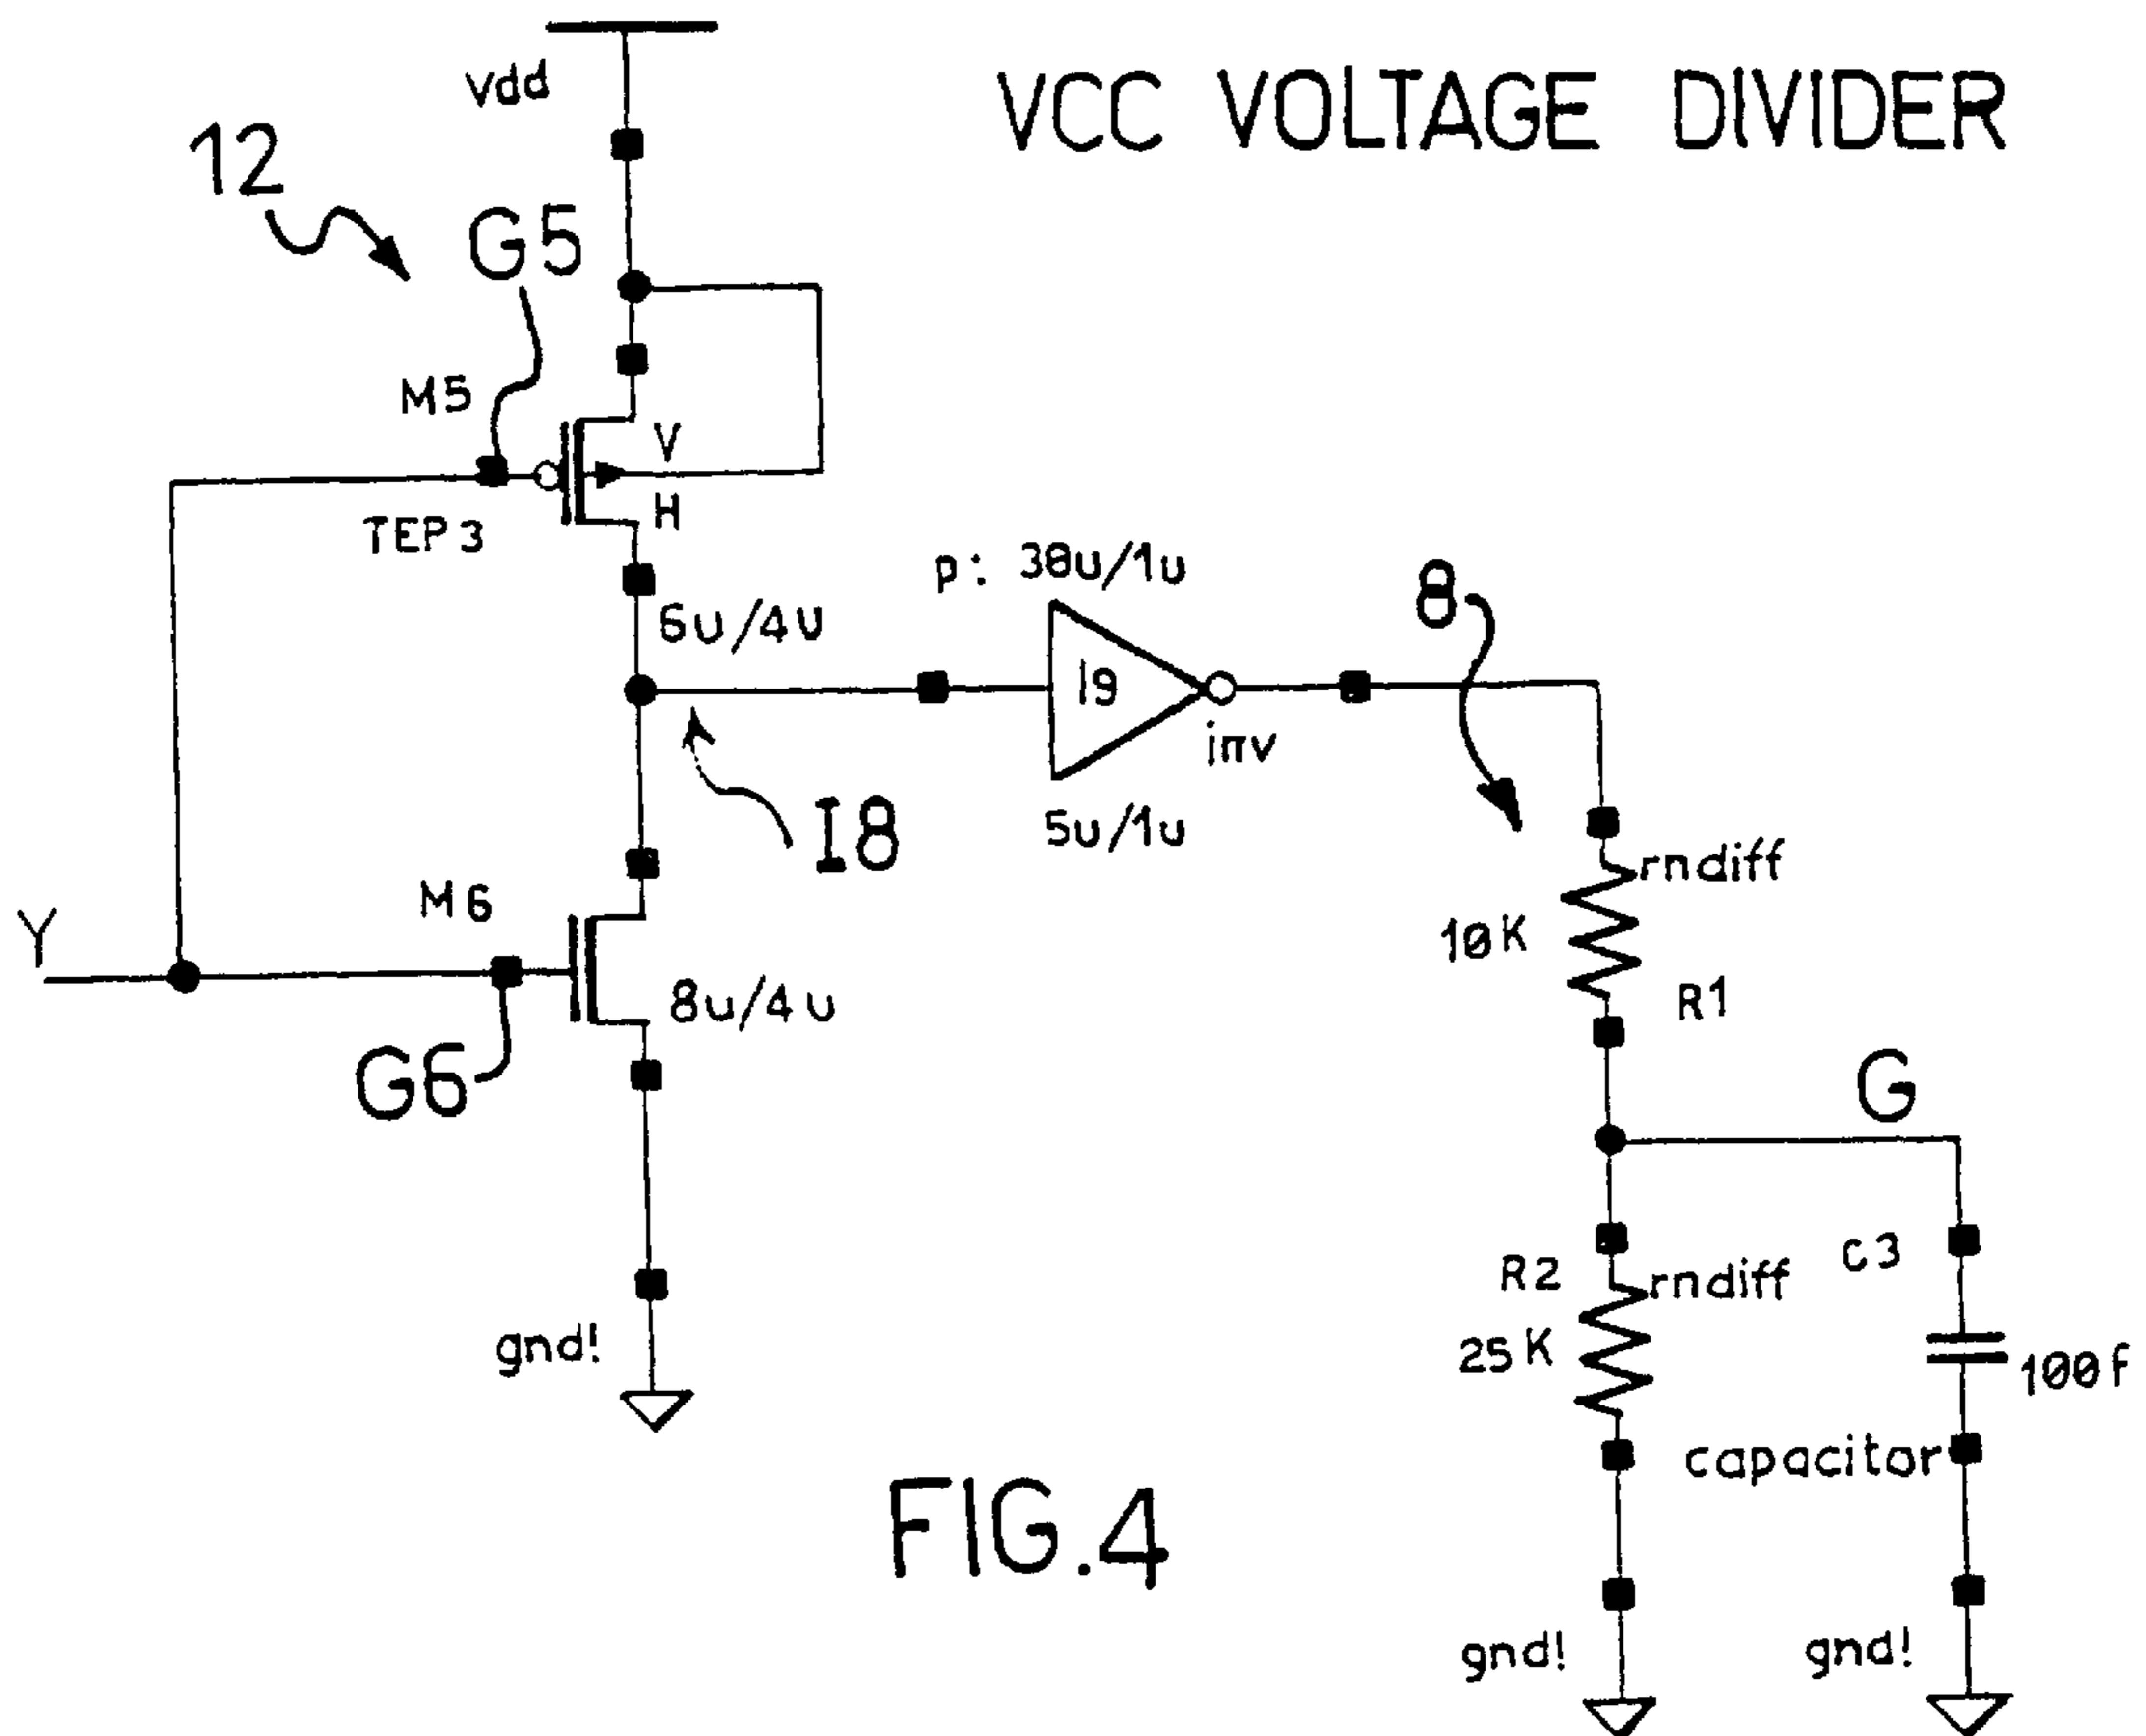 VCC VOLTAGE DIVIDER
vdd
12
G5
M5
V
H
TEP3
6u/4u
p: 30u/1u
I9
inv
5u/1u
8
I8
M6
Y
8u/4u
G6
gnd!
rndiff
10K
R1
G
R2
rndiff
25K
C3
100f
capacitor
gnd!
gnd!
FIG.4